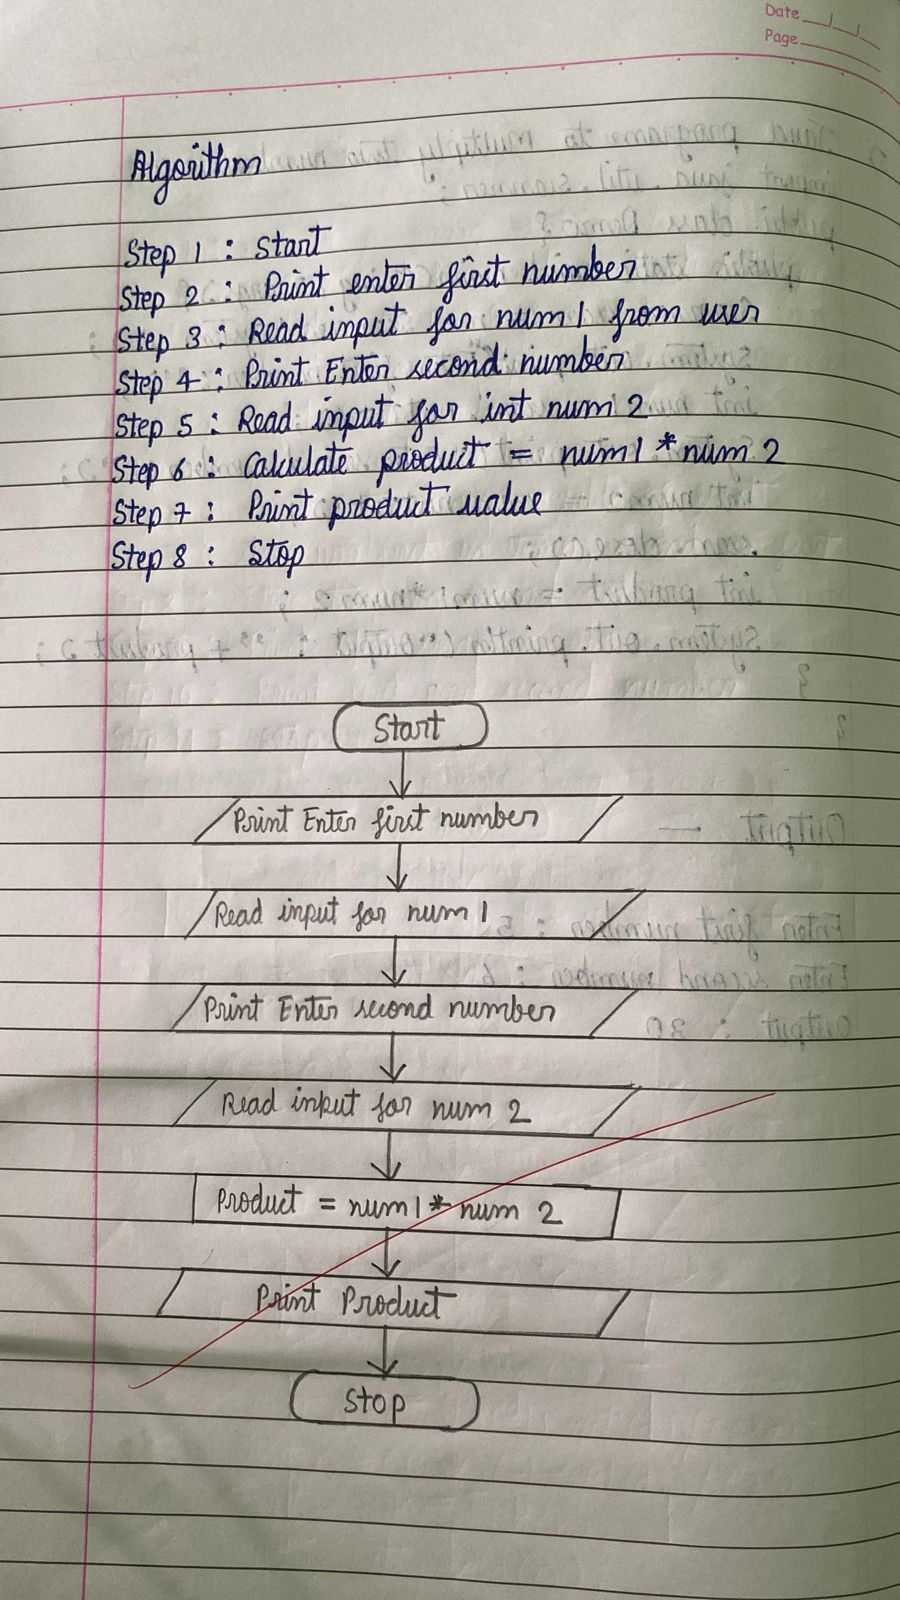 Date
Page
Algorithm
Step 1 : Start
Step 2 : Print enter first number
Step 3 : Read input for num1 from user
Step 4 : Print Enter second number
Step 5 : Read input for int num 2
Step 6 : Calculate product = num1 * num 2
Step 7 : Print product value
Step 8 : Stop
Start
Print Enter first number
Read input for num 1
Print Enter second number
Read input for num 2
Product = num1 * num 2
Print Product
Stop